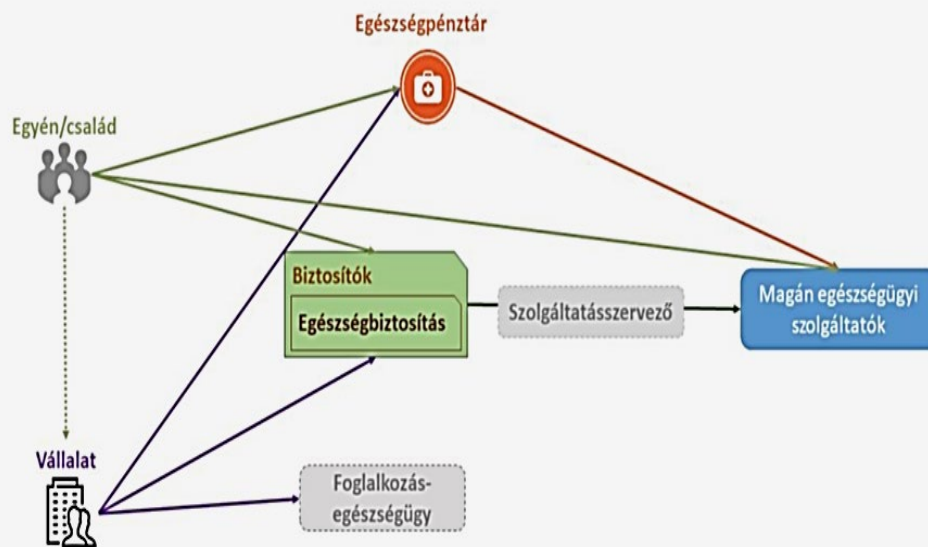 Egészségpénztár
Egyén/család
Biztosítók
Egészségbiztosítás
Szolgáltatásszervező
Magán egészségügyi
szolgáltatók
Vállalat
Foglalkozás-
egészségügy